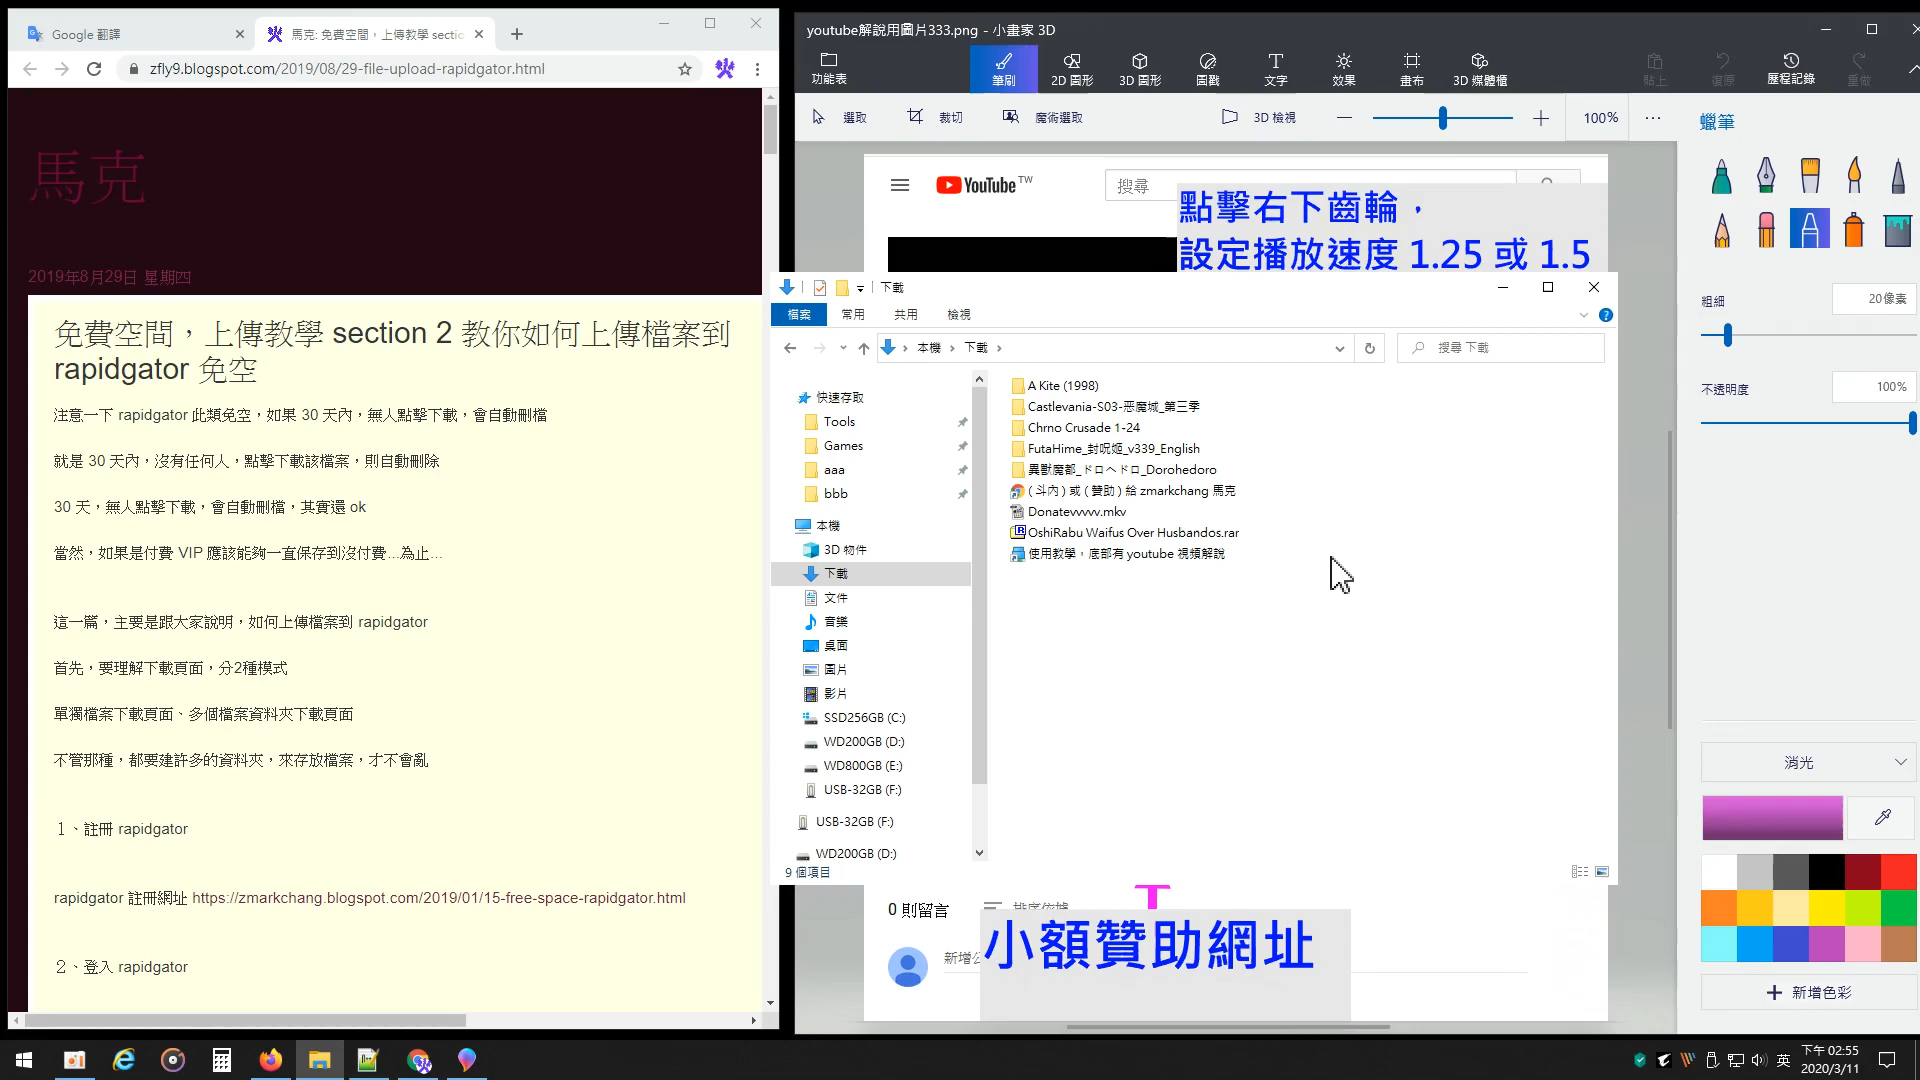 Google 翻譯
馬克: 免費空間，上傳教學 sectio
zfly9.blogspot.com/2019/08/29-file-upload-rapidgator.html
馬克
2019年8月29日 星期四
免費空間，上傳教學 section 2 教你如何上傳檔案到
rapidgator 免空
注意一下 rapidgator 此類免空，如果 30 天內，無人點擊下載，會自動刪檔
就是 30 天內，沒有任何人，點擊下載該檔案，則自動刪除
30 天，無人點擊下載，會自動刪檔，其實還 ok
當然，如果是付費 VIP 應該能夠一直保存到沒付費...為止...
這一篇，主要是跟大家說明，如何上傳檔案到 rapidgator
首先，要理解下載頁面，分2種模式
單獨檔案下載頁面、多個檔案資料夾下載頁面
不管那種，都要建許多的資料夾，來存放檔案，才不會亂
１、註冊 rapidgator
rapidgator 註冊網址 https://zmarkchang.blogspot.com/2019/01/15-free-space-rapidgator.html
２、登入 rapidgator
youtube解說用圖片333.png - 小畫家 3D
功能表
筆刷
2D 圖形
3D 圖形
圖戳
文字
效果
畫布
3D 媒體櫃
貼上
復原
歷程記錄
重做
選取
裁切
魔術選取
3D 檢視
100%
蠟筆
粗細
20像素
不透明度
100%
消光
新增色彩
YouTube TW
搜尋
點擊右下齒輪，
設定播放速度 1.25 或 1.5
下載
檔案
常用
共用
檢視
本機
下載
搜尋 下載
快速存取
Tools
Games
aaa
bbb
本機
3D 物件
下載
文件
音樂
桌面
圖片
影片
SSD256GB (C:)
WD200GB (D:)
WD800GB (E:)
USB-32GB (F:)
USB-32GB (F:)
WD200GB (D:)
A Kite (1998)
Castlevania-S03-惡魔城_第三季
Chrno Crusade 1-24
FutaHime_封呪姬_v339_English
異獸魔都_ドロヘドロ_Dorohedoro
( 斗內 ) 或 ( 贊助 ) 給 zmarkchang 馬克
Donatevvvvv.mkv
OshiRabu Waifus Over Husbandos.rar
使用教學，底部有 youtube 視頻解說
9 個項目
0 則留言
排序依據
新增公
小額贊助網址
英
下午 02:55
2020/3/11